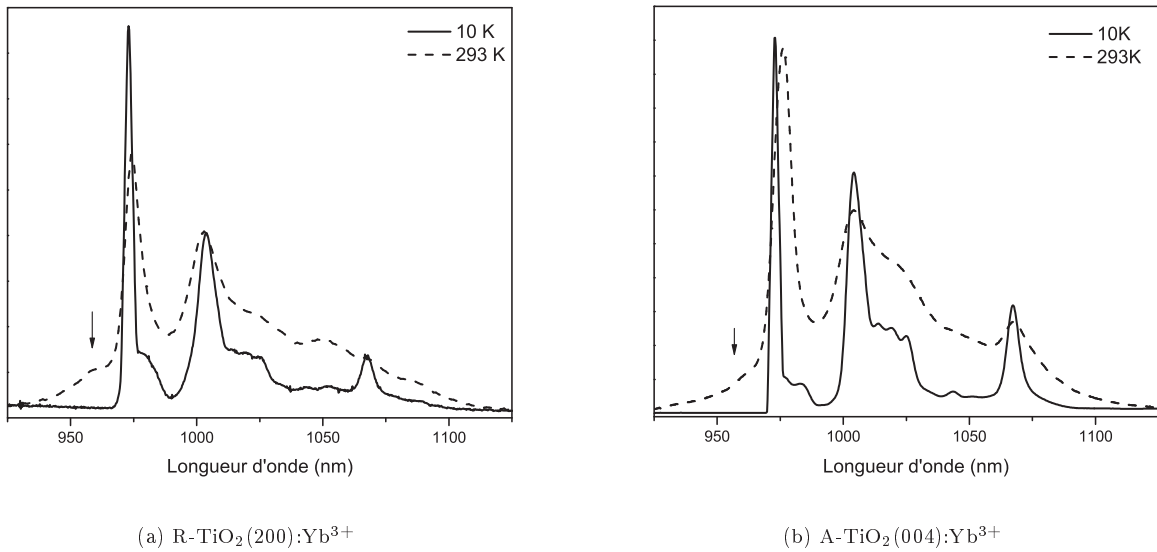 10 K
293 K
950
1000
1050
1100
Longueur d'onde (nm)
(a) R-TiO₂(200):Yb³⁺
10K
293K
950
1000
1050
1100
Longueur d'onde (nm)
(b) A-TiO₂(004):Yb³⁺